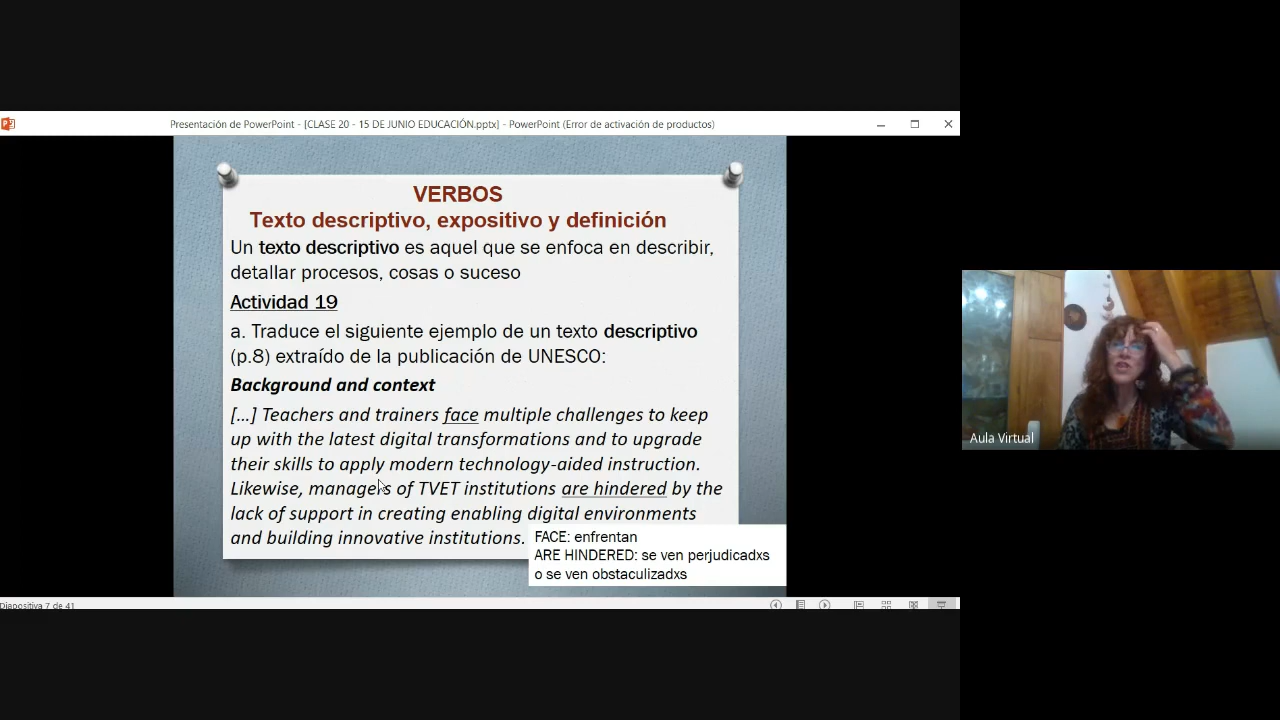 Presentación de PowerPoint - [CLASE 20 - 15 DE JUNIO EDUCACIÓN.pptx] - PowerPoint (Error de activación de productos)
VERBOS
Texto descriptivo, expositivo y definición
Un texto descriptivo es aquel que se enfoca en describir,
detallar procesos, cosas o suceso
Actividad 19
a. Traduce el siguiente ejemplo de un texto descriptivo
(p.8) extraído de la publicación de UNESCO:
Background and context
[...] Teachers and trainers face multiple challenges to keep
up with the latest digital transformations and to upgrade
their skills to apply modern technology-aided instruction.
Likewise, managers of TVET institutions are hindered by the
lack of support in creating enabling digital environments
and building innovative institutions.
FACE: enfrentan
ARE HINDERED: se ven perjudicadxs
o se ven obstaculizadxs
Diapositiva 7 de 41
Aula Virtual